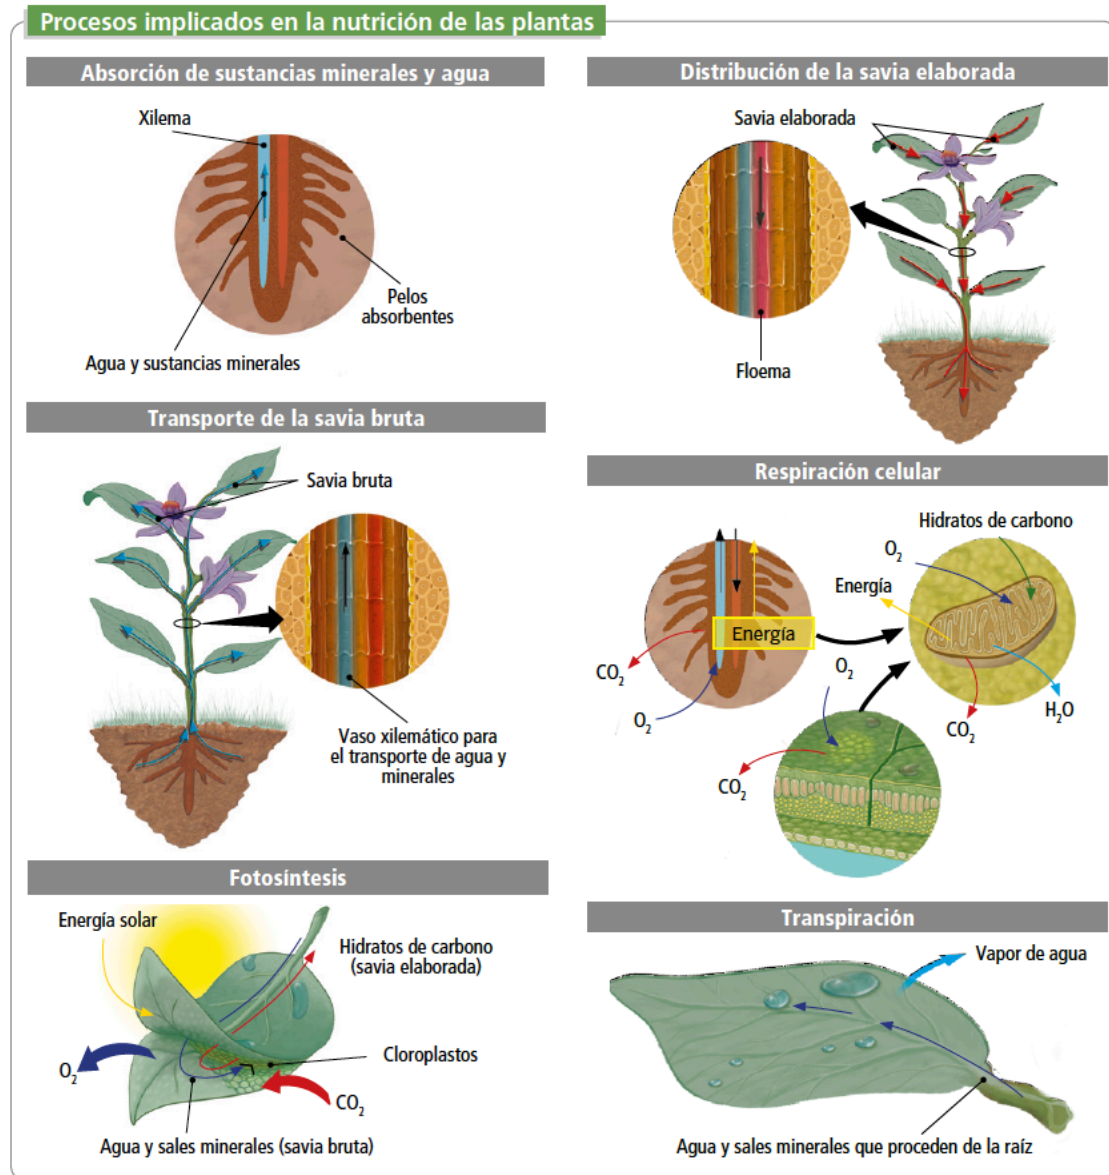 Procesos implicados en la nutrición de las plantas
Absorción de sustancias minerales y agua
Xilema
Pelos
absorbentes
Agua y sustancias minerales
Transporte de la savia bruta
Savia bruta
Vaso xilemático para
el transporte de agua y
minerales
Fotosíntesis
Energía solar
Hidratos de carbono
(savia elaborada)
Cloroplastos
O₂
CO₂
Agua y sales minerales (savia bruta)
Distribución de la savia elaborada
Savia elaborada
Floema
Respiración celular
Hidratos de carbono
O₂
Energía
Energía
CO₂
O₂
O₂
H₂O
CO₂
CO₂
Transpiración
Vapor de agua
Agua y sales minerales que proceden de la raíz